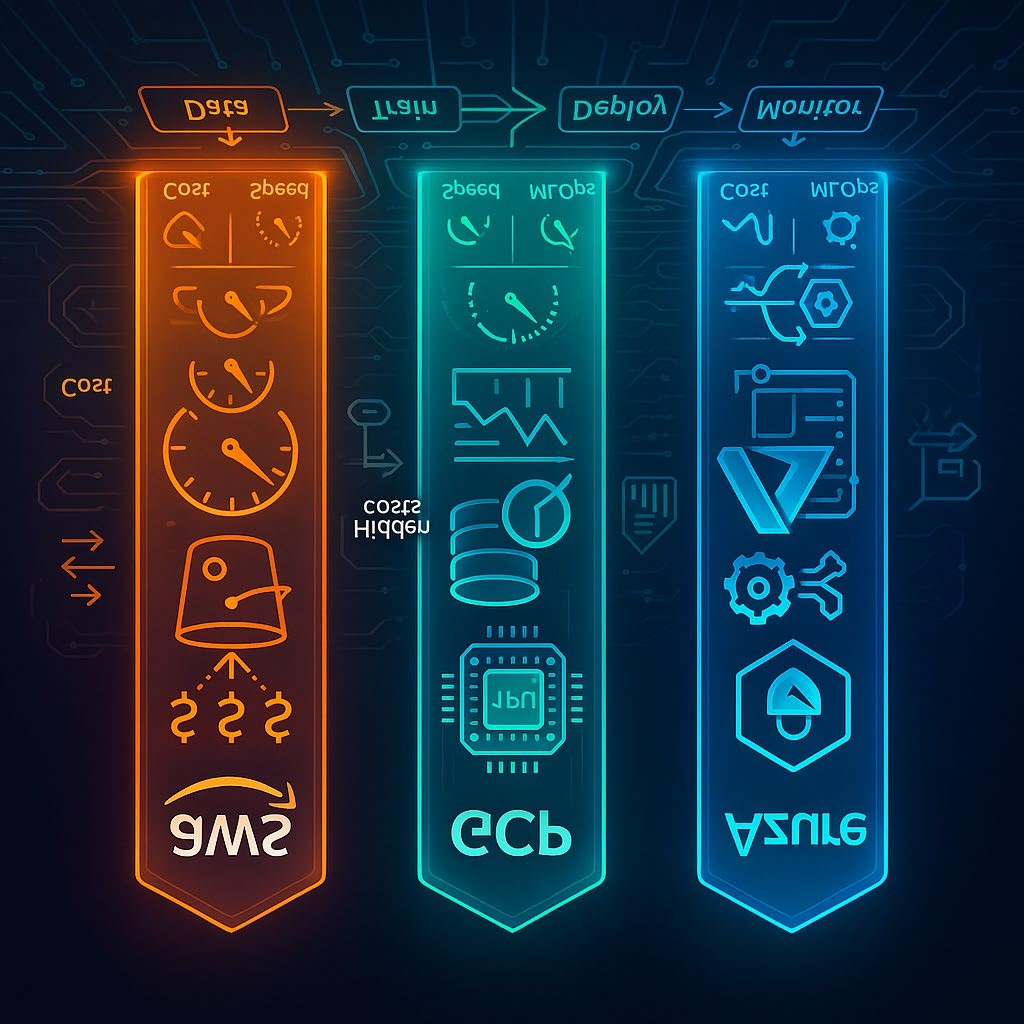 aws
GCP
Azure
$ $ $
TPU
Hidden
costs
Cost
Cost Speed
Speed MLOps
Cost MLOps
Data
Train
Deploy
Monitor